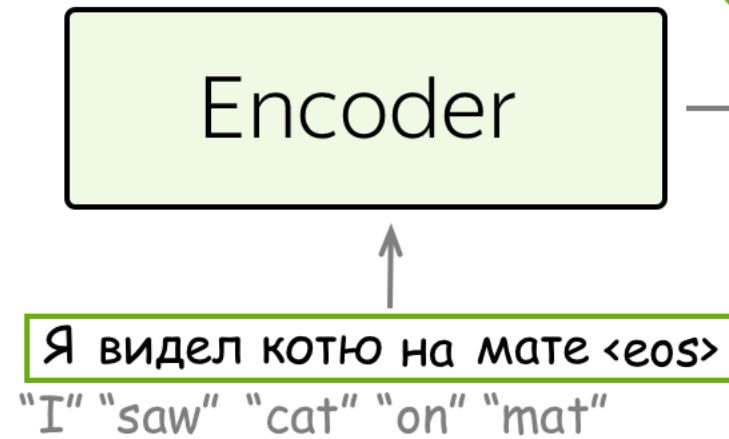 Encoder
Я видел котю на мате <eos>
“I” “saw” “cat” “on” “mat”